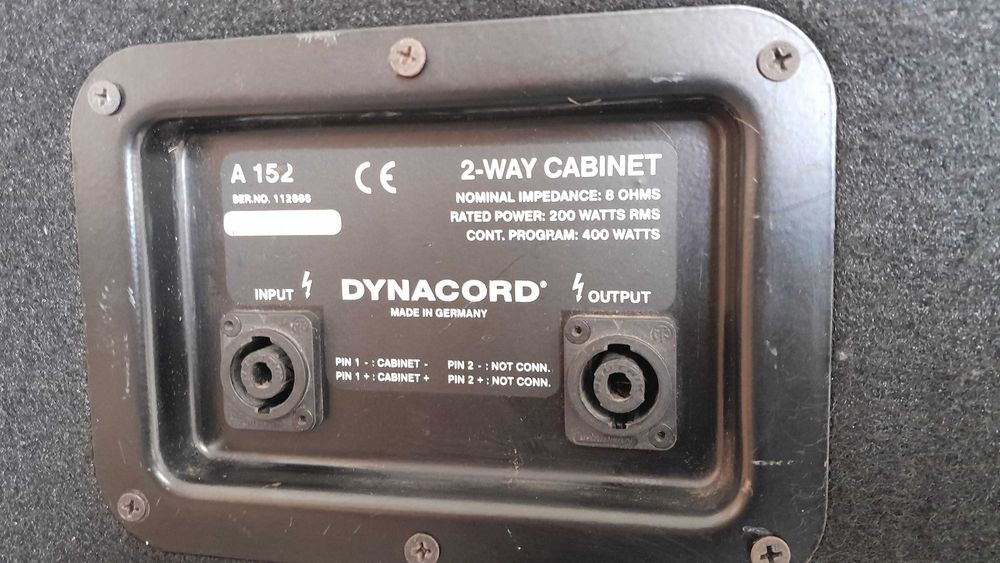 A 152
CE
2-WAY CABINET
SER.NO. 112666
NOMINAL IMPEDANCE: 8 OHMS
RATED POWER: 200 WATTS RMS
CONT. PROGRAM: 400 WATTS
INPUT
DYNACORD®
OUTPUT
MADE IN GERMANY
PIN 1 - : CABINET - PIN 2 - : NOT CONN.
PIN 1 + : CABINET + PIN 2 + : NOT CONN.